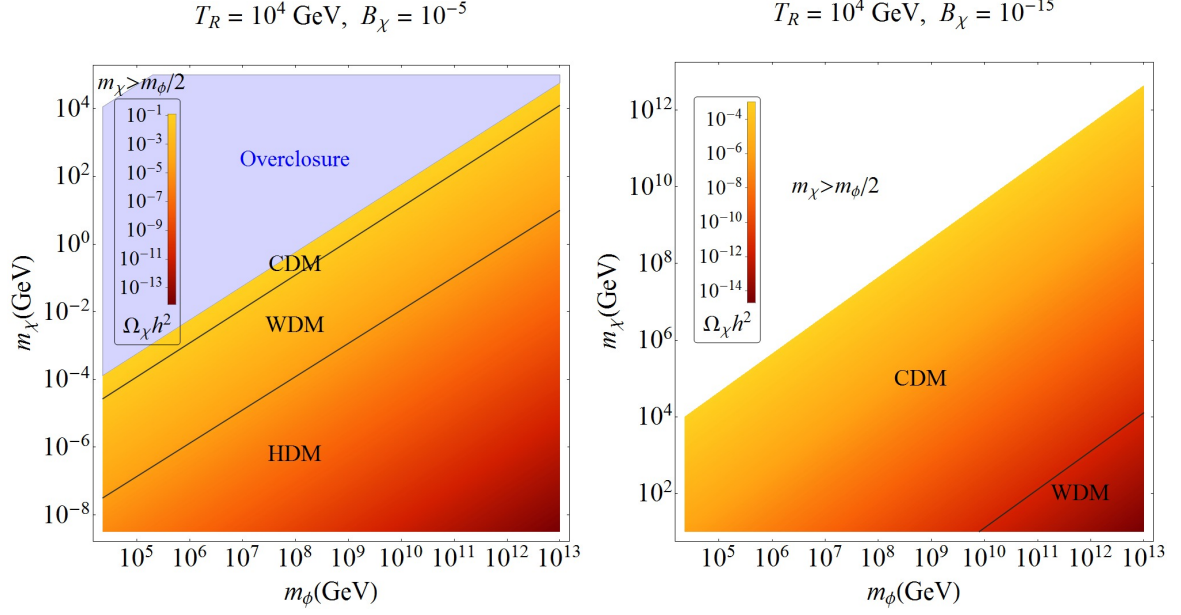 T_R = 10^4 GeV, B_χ = 10^-5
m_χ>m_ϕ/2
10^-1
10^-3
10^-5
10^-7
10^-9
10^-11
10^-13
Ω_χ h^2
Overclosure
CDM
WDM
HDM
m_χ(GeV)
10^4
10^2
10^0
10^-2
10^-4
10^-6
10^-8
10^5 10^6 10^7 10^8 10^9 10^10 10^11 10^12 10^13
m_ϕ(GeV)
T_R = 10^4 GeV, B_χ = 10^-15
10^-4
10^-6
10^-8
10^-10
10^-12
10^-14
Ω_χ h^2
m_χ>m_ϕ/2
CDM
WDM
m_χ(GeV)
10^12
10^10
10^8
10^6
10^4
10^2
10^5 10^6 10^7 10^8 10^9 10^10 10^11 10^12 10^13
m_ϕ(GeV)